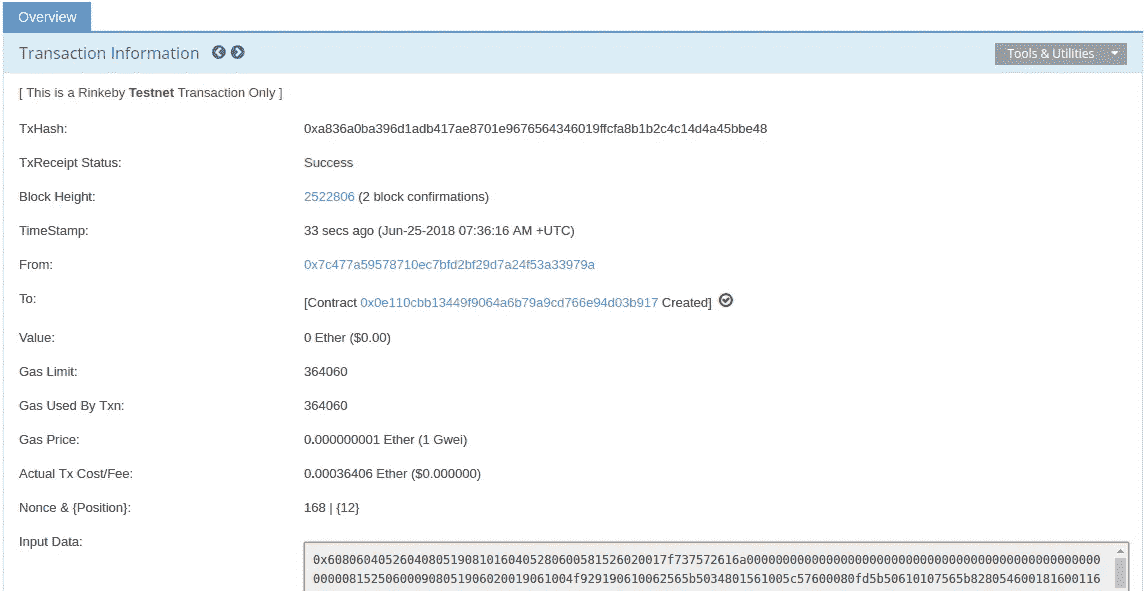 Overview
Transaction Information
Tools & Utilities
[ This is a Rinkeby Testnet Transaction Only ]
TxHash: 0xa836a0ba396d1adb417ae8701e9676564346019ffcfa8b1b2c4c14d4a45bbe48
TxReceipt Status: Success
Block Height: 2522806 (2 block confirmations)
TimeStamp: 33 secs ago (Jun-25-2018 07:36:16 AM +UTC)
From: 0x7c477a59578710ec7bfd2bf29d7a24f53a33979a
To: [Contract 0x0e110cbb13449f9064a6b79a9cd766e94d03b917 Created]
Value: 0 Ether ($0.00)
Gas Limit: 364060
Gas Used By Txn: 364060
Gas Price: 0.000000001 Ether (1 Gwei)
Actual Tx Cost/Fee: 0.00036406 Ether ($0.000000)
Nonce & {Position}: 168 | {12}
Input Data: